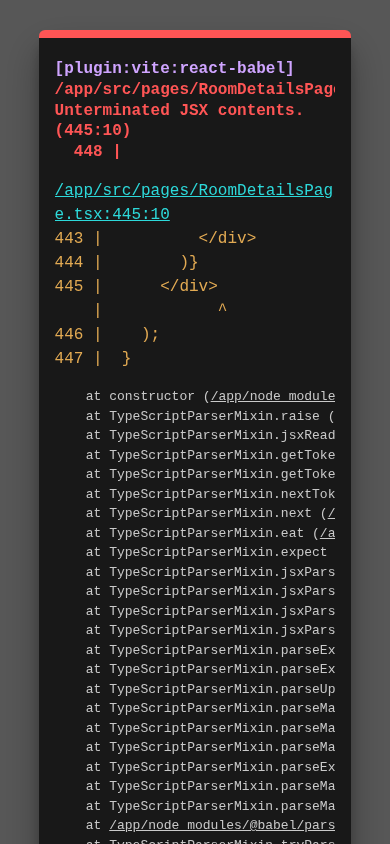 [plugin:vite:react-babel]
/app/src/pages/RoomDetailsPag
Unterminated JSX contents.
(445:10)
  448 |
/app/src/pages/RoomDetailsPag
e.tsx:445:10
443 |          </div>
444 |        )}
445 |      </div>
    |            ^
446 |    );
447 |  }
at constructor (/app/node_module
at TypeScriptParserMixin.raise (
at TypeScriptParserMixin.jsxRead
at TypeScriptParserMixin.getToke
at TypeScriptParserMixin.getToke
at TypeScriptParserMixin.nextTok
at TypeScriptParserMixin.next (/
at TypeScriptParserMixin.eat (/a
at TypeScriptParserMixin.expect
at TypeScriptParserMixin.jsxPars
at TypeScriptParserMixin.jsxPars
at TypeScriptParserMixin.jsxPars
at TypeScriptParserMixin.jsxPars
at TypeScriptParserMixin.parseEx
at TypeScriptParserMixin.parseEx
at TypeScriptParserMixin.parseUp
at TypeScriptParserMixin.parseMa
at TypeScriptParserMixin.parseMa
at TypeScriptParserMixin.parseMa
at TypeScriptParserMixin.parseEx
at TypeScriptParserMixin.parseMa
at TypeScriptParserMixin.parseMa
at /app/node_modules/@babel/pars
at TypeScriptParserMixin.tryPars